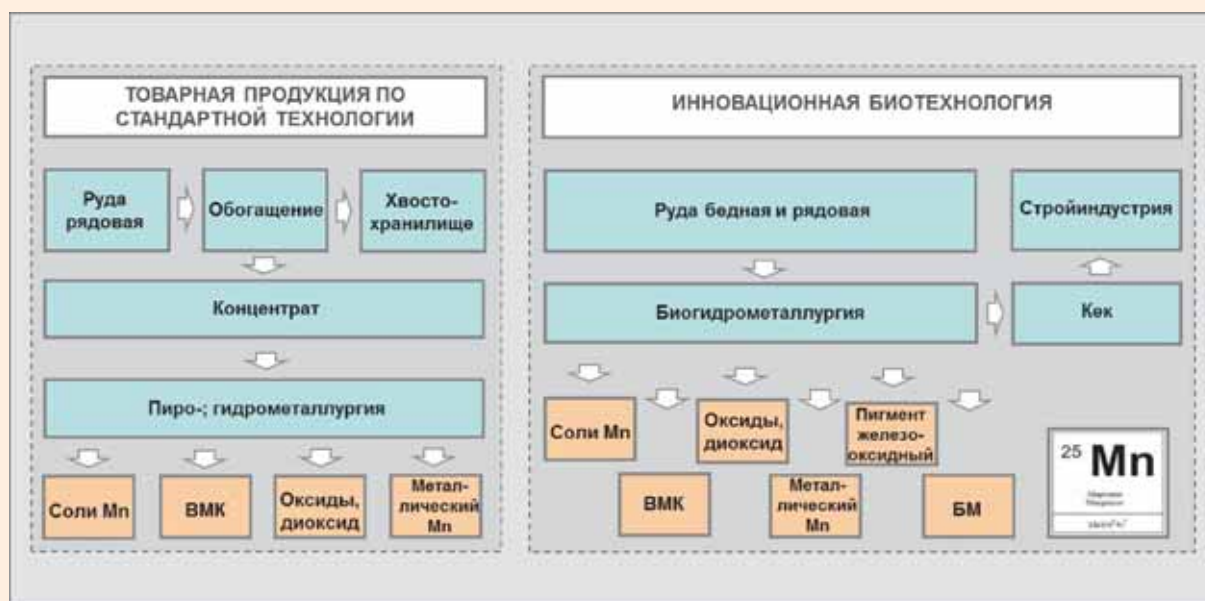 ТОВАРНАЯ ПРОДУКЦИЯ ПО
СТАНДАРТНОЙ ТЕХНОЛОГИИ
Руда
рядовая
Обогащение
Хвосто-
хранилище
Концентрат
Пиро-; гидрометаллургия
Соли Mn
ВМК
Оксиды,
диоксид
Метал-
лический
Mn
ИННОВАЦИОННАЯ БИОТЕХНОЛОГИЯ
Руда бедная и рядовая
Стройиндустрия
Биогидрометаллургия
Кек
Соли Mn
Оксиды,
диоксид
Пигмент
железо-
оксидный
ВМК
Метал-
лический
Mn
БМ
25 Mn